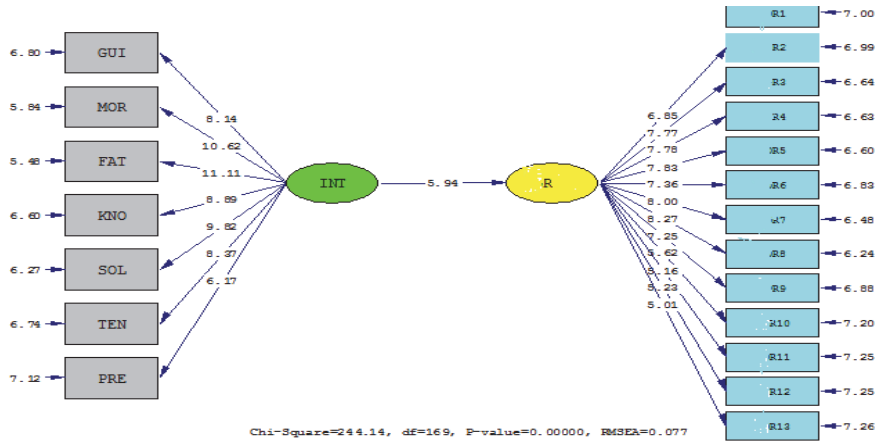 6.80 GUI
5.84 MOR
5.48 FAT
6.60 KNO
6.27 SOL
6.74 TEN
7.12 PRE
8.14
10.62
11.11
8.89
9.82
8.37
6.17
INT
5.94
R
6.85
7.77
7.78
7.83
7.36
8.00
8.27
7.25
5.62
5.16
5.23
5.01
R1 7.00
R2 6.99
R3 6.64
R4 6.63
R5 6.60
R6 6.83
R7 6.48
R8 6.24
R9 6.88
R10 7.20
R11 7.25
R12 7.25
R13 7.26
Chi-Square=244.14, df=169, P-value=0.00000, RMSEA=0.077